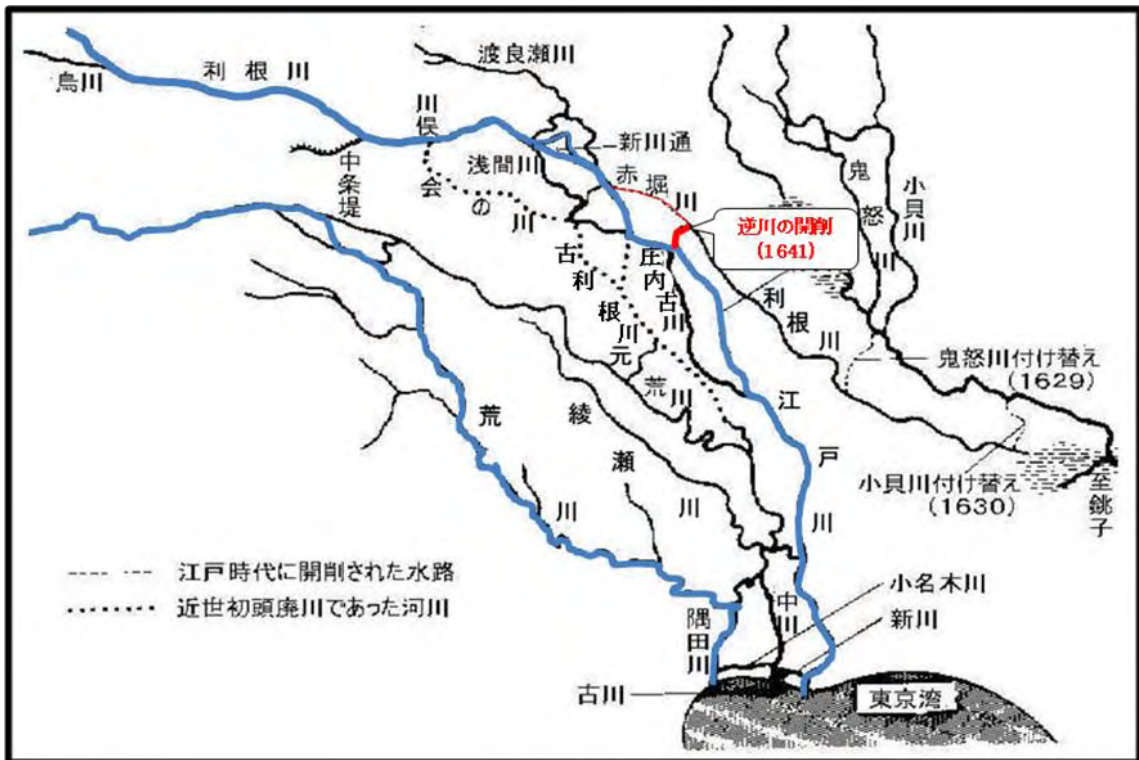 渡良瀬川
利根川
烏川
川俣
新川通
浅間川
会の川
中条堤
赤堀川
鬼怒川
小貝川
逆川の開削
(1641)
庄内古川
古利根川
利根川
元荒川
鬼怒川付け替え
(1629)
江戸川
荒川
綾瀬川
小貝川付け替え
(1630)
至銚子
江戸時代に開削された水路
近世初頭廃川であった河川
小名木川
中川
隅田川
新川
古川
東京湾